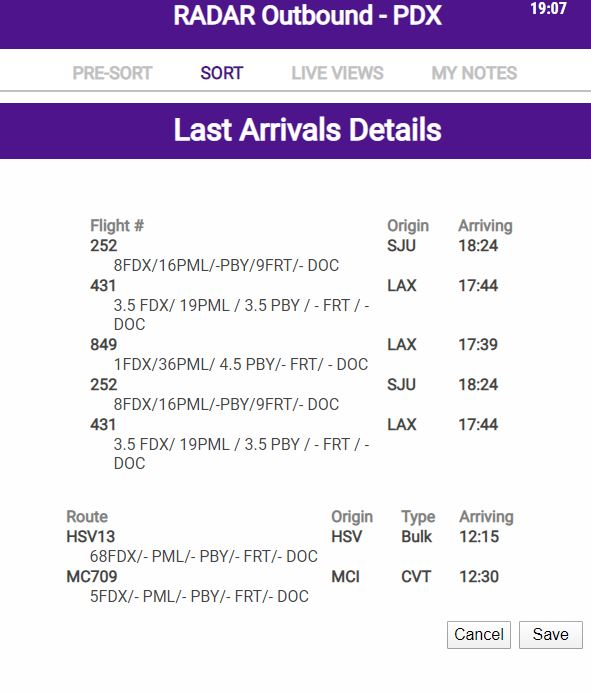 RADAR Outbound - PDX 19:07
PRE-SORT SORT LIVE VIEWS MY NOTES
Last Arrivals Details
Flight # Origin Arriving
252 SJU 18:24
8FDX/16PML/-PBY/9FRT/- DOC
431 LAX 17:44
3.5 FDX/ 19PML / 3.5 PBY / - FRT / -
DOC
849 LAX 17:39
1FDX/36PML/ 4.5 PBY/- FRT/ - DOC
252 SJU 18:24
8FDX/16PML/-PBY/9FRT/- DOC
431 LAX 17:44
3.5 FDX/ 19PML / 3.5 PBY / - FRT / -
DOC
Route Origin Type Arriving
HSV13 HSV Bulk 12:15
68FDX/- PML/- PBY/- FRT/- DOC
MC709 MCI CVT 12:30
5FDX/- PML/- PBY/- FRT/- DOC
Cancel Save